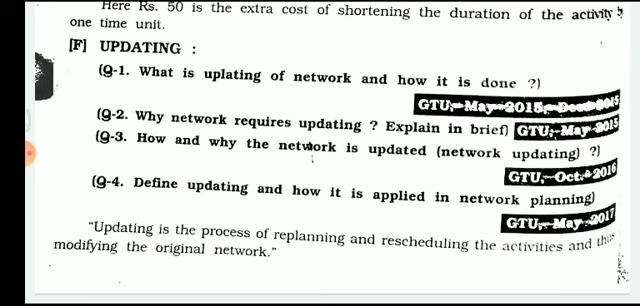 Here Rs. 50 is the extra cost of shortening the duration of the activity
one time unit.
[F] UPDATING :
(Q-1. What is uplating of network and how it is done ?)
GTU, May 2015, Dec. 2015
(Q-2. Why network requires updating ? Explain in brief) GTU, May 2015
(Q-3. How and why the network is updated (network updating) ?)
GTU, Oct. 2016
(Q-4. Define updating and how it is applied in network planning)
GTU, May 2017
"Updating is the process of replanning and rescheduling the activities and thus
modifying the original network."